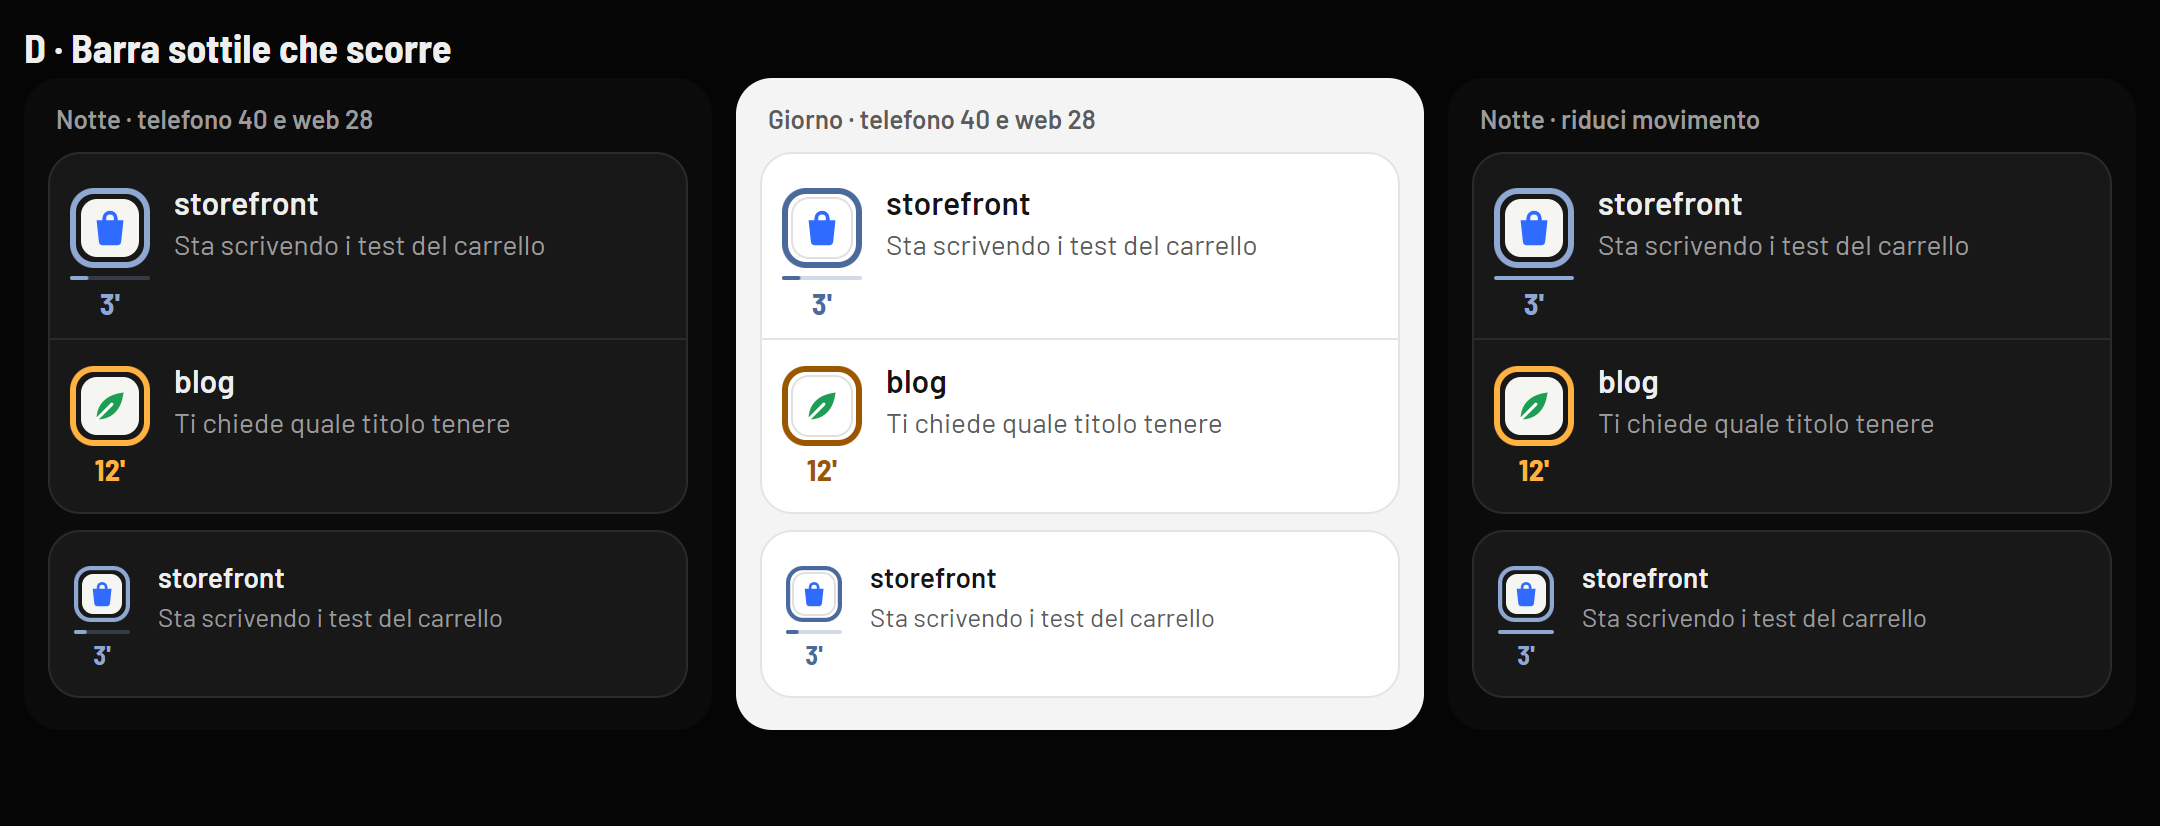 D · Barra sottile che scorre
Notte · telefono 40 e web 28
storefront
Sta scrivendo i test del carrello
3'
blog
Ti chiede quale titolo tenere
12'
storefront
Sta scrivendo i test del carrello
3'
Giorno · telefono 40 e web 28
storefront
Sta scrivendo i test del carrello
3'
blog
Ti chiede quale titolo tenere
12'
storefront
Sta scrivendo i test del carrello
3'
Notte · riduci movimento
storefront
Sta scrivendo i test del carrello
3'
blog
Ti chiede quale titolo tenere
12'
storefront
Sta scrivendo i test del carrello
3'